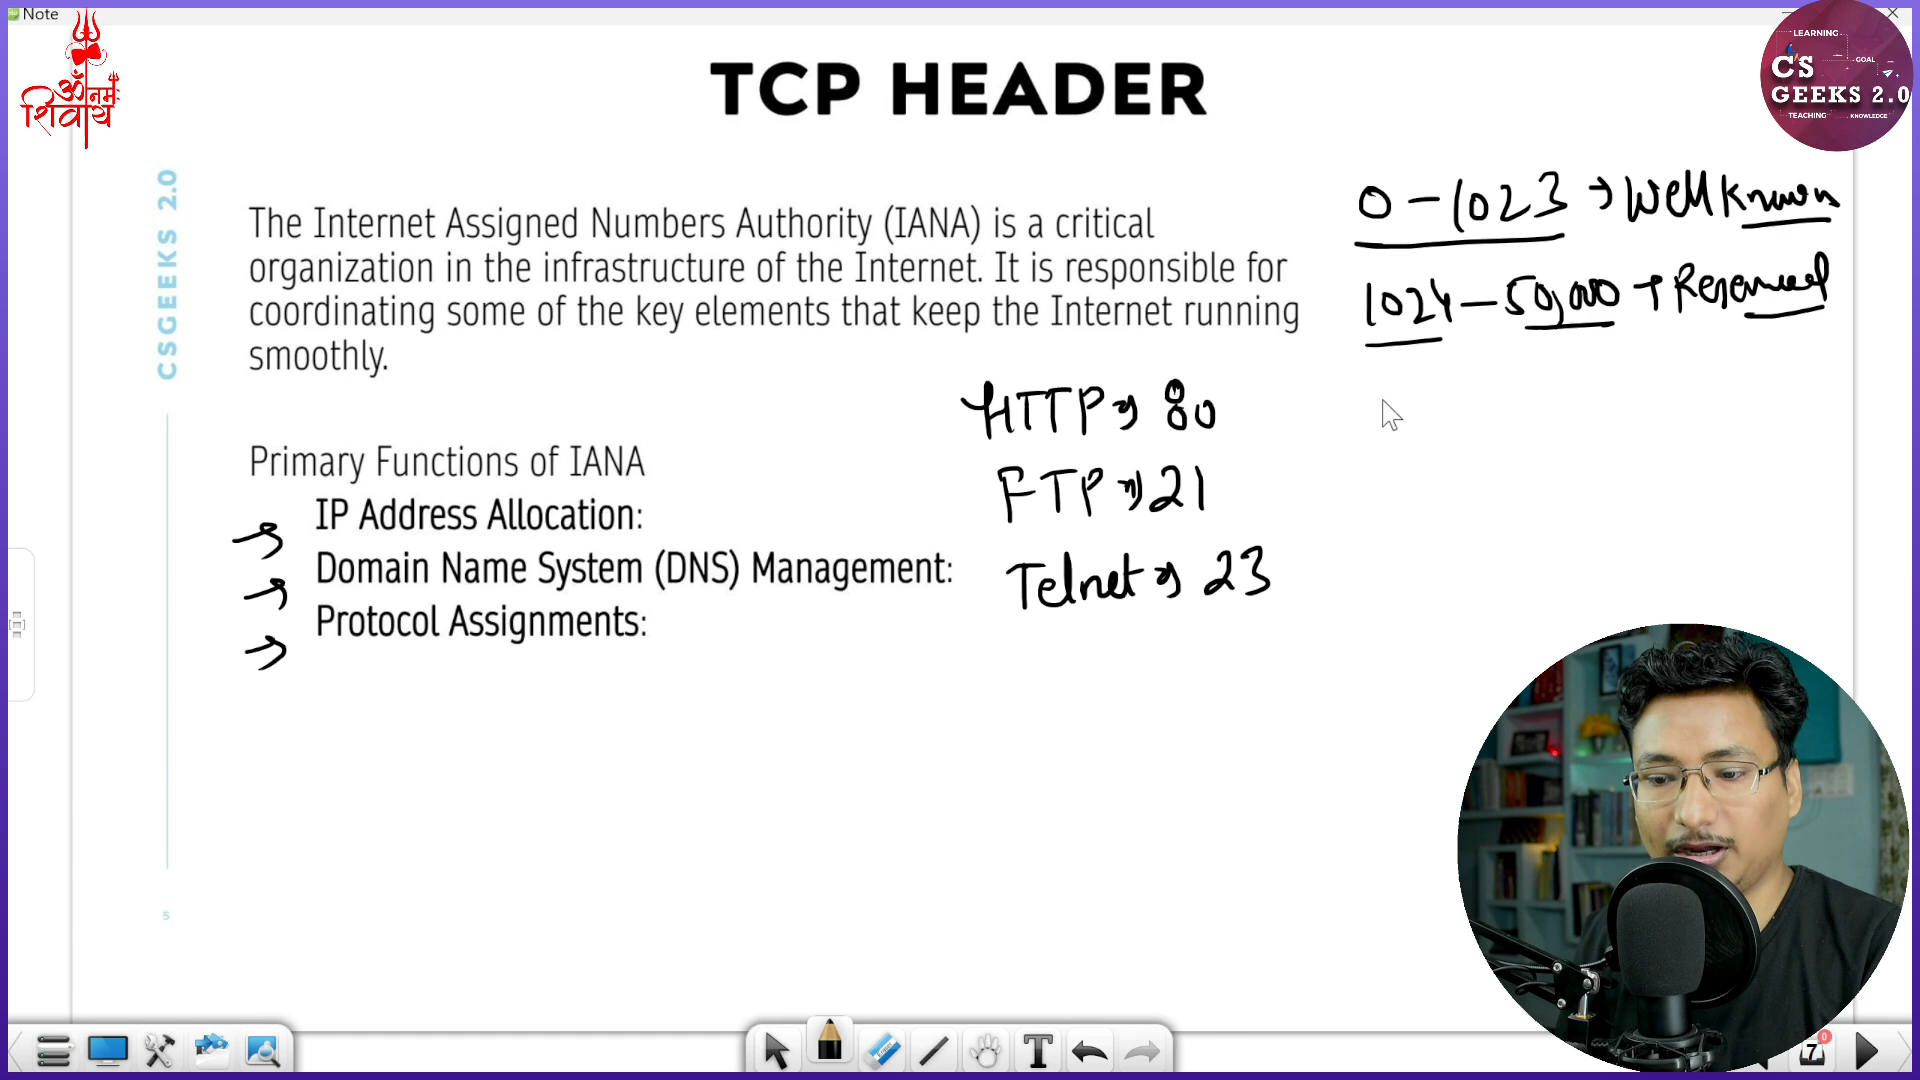 Note
ॐ नमः
शिवाय
TCP HEADER
LEARNING
GOAL
CS
GEEKS 2.0
TEACHING
KNOWLEDGE
CSGEEKS 2.0
The Internet Assigned Numbers Authority (IANA) is a critical
organization in the infrastructure of the Internet. It is responsible for
coordinating some of the key elements that keep the Internet running
smoothly.
0 - 1023 → Well known
1024 - 50,000 → Reserved
HTTP → 80
FTP → 21
Telnet → 23
Primary Functions of IANA
→ IP Address Allocation:
→ Domain Name System (DNS) Management:
→ Protocol Assignments:
5
T
7
0